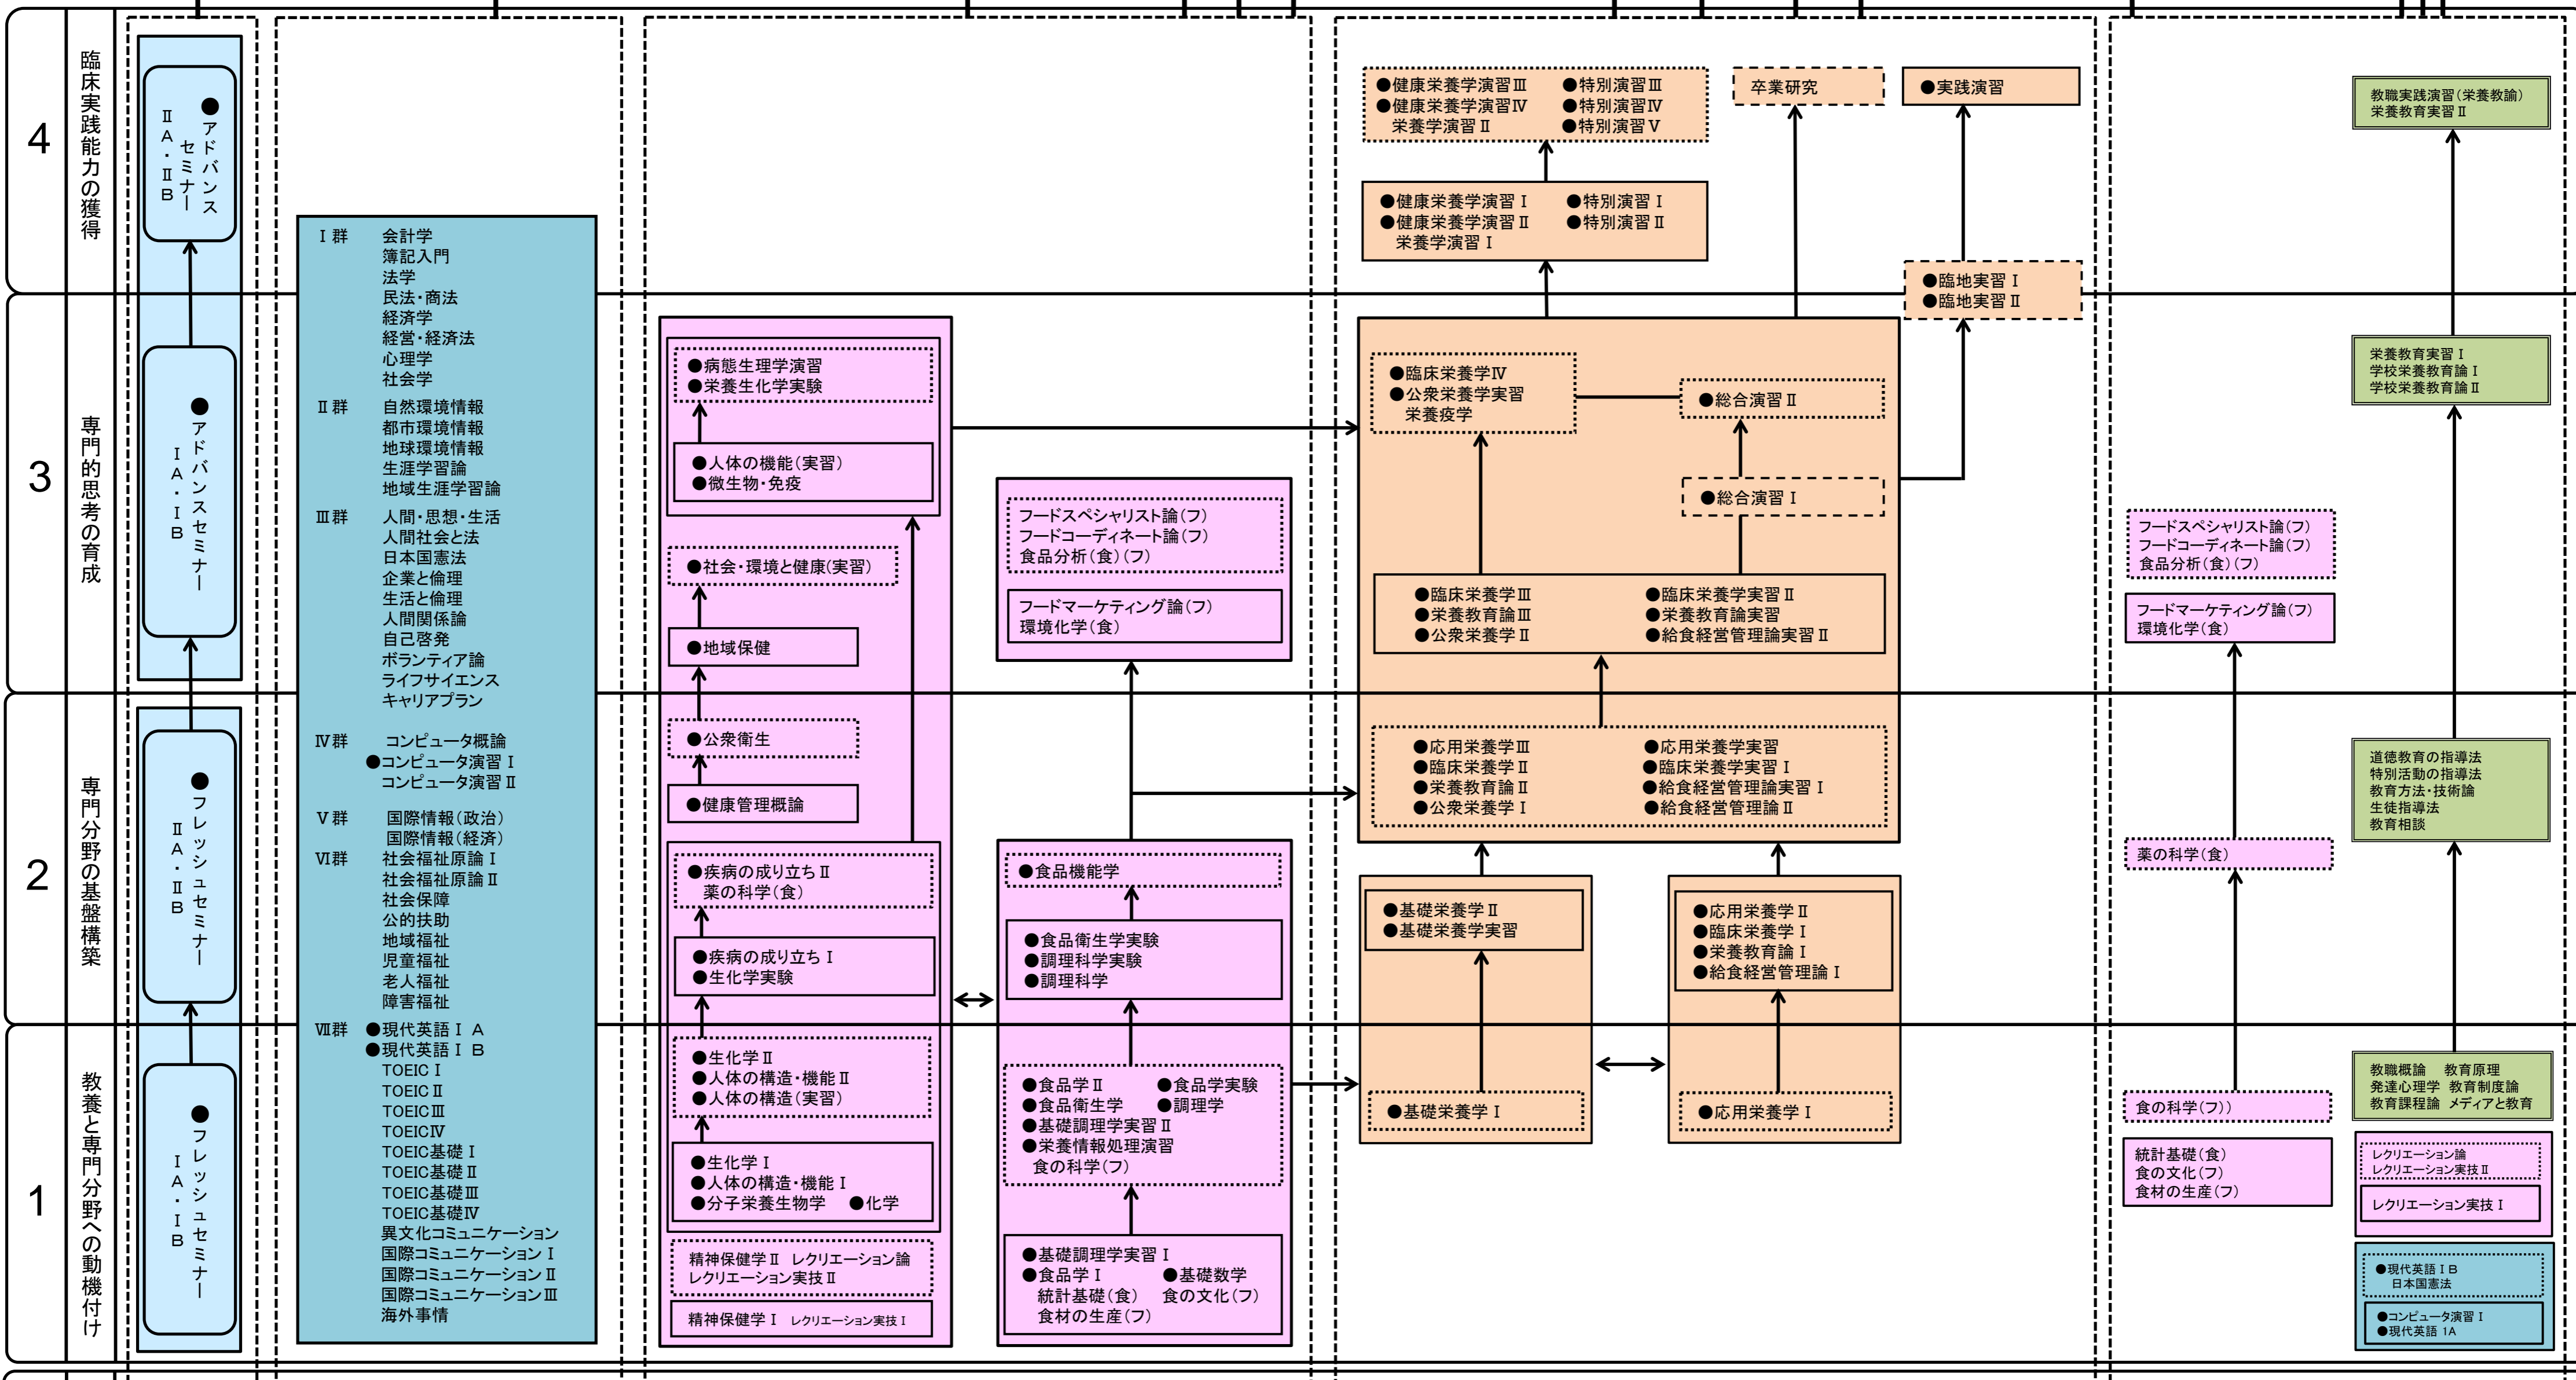 4
臨床実践能力の獲得
●アドバンス
セミナー
ⅡA・ⅡB
3
専門的思考の育成
●アドバンスセミナー
ⅠA・ⅠB
2
専門分野の基盤構築
●フレッシュセミナー
ⅡA・ⅡB
1
教養と専門分野への動機付け
●フレッシュセミナー
ⅠA・ⅠB
Ⅰ群 会計学
簿記入門
法学
民法・商法
経済学
経営・経済法
心理学
社会学
Ⅱ群 自然環境情報
都市環境情報
地球環境情報
生涯学習論
地域生涯学習論
Ⅲ群 人間・思想・生活
人間社会と法
日本国憲法
企業と倫理
生活と倫理
人間関係論
自己啓発
ボランティア論
ライフサイエンス
キャリアプラン
Ⅳ群 コンピュータ概論
●コンピュータ演習Ⅰ
コンピュータ演習Ⅱ
Ⅴ群 国際情報(政治)
国際情報(経済)
Ⅵ群 社会福祉原論Ⅰ
社会福祉原論Ⅱ
社会保障
公的扶助
地域福祉
児童福祉
老人福祉
障害福祉
Ⅶ群 ●現代英語Ⅰ A
●現代英語Ⅰ B
TOEICⅠ
TOEICⅡ
TOEICⅢ
TOEICⅣ
TOEIC基礎Ⅰ
TOEIC基礎Ⅱ
TOEIC基礎Ⅲ
TOEIC基礎Ⅳ
異文化コミュニケーション
国際コミュニケーションⅠ
国際コミュニケーションⅡ
国際コミュニケーションⅢ
海外事情
●病態生理学演習
●栄養生化学実験
●人体の機能(実習)
●微生物・免疫
●社会・環境と健康(実習)
●地域保健
●公衆衛生
●健康管理概論
●疾病の成り立ちⅡ
薬の科学(食)
●疾病の成り立ちⅠ
●生化学実験
●生化学Ⅱ
●人体の構造・機能Ⅱ
●人体の構造(実習)
●生化学Ⅰ
●人体の構造・機能Ⅰ
●分子栄養生物学 ●化学
精神保健学Ⅱ レクリエーション論
レクリエーション実技Ⅱ
精神保健学Ⅰ レクリエーション実技Ⅰ
フードスペシャリスト論(フ)
フードコーディネート論(フ)
食品分析(食)(フ)
フードマーケティング論(フ)
環境化学(食)
●食品機能学
●食品衛生学実験
●調理科学実験
●調理科学
●食品学Ⅱ ●食品学実験
●食品衛生学 ●調理学
●基礎調理学実習Ⅱ
●栄養情報処理演習
食の科学(フ)
●基礎調理学実習Ⅰ
●食品学Ⅰ ●基礎数学
統計基礎(食) 食の文化(フ)
食材の生産(フ)
●健康栄養学演習Ⅲ ●特別演習Ⅲ
●健康栄養学演習Ⅳ ●特別演習Ⅳ
栄養学演習Ⅱ ●特別演習Ⅴ
卒業研究
●実践演習
●健康栄養学演習Ⅰ ●特別演習Ⅰ
●健康栄養学演習Ⅱ ●特別演習Ⅱ
栄養学演習Ⅰ
●臨地実習Ⅰ
●臨地実習Ⅱ
●臨床栄養学Ⅳ
●公衆栄養学実習
栄養疫学
●総合演習Ⅱ
●総合演習Ⅰ
●臨床栄養学Ⅲ ●臨床栄養学実習Ⅱ
●栄養教育論Ⅲ ●栄養教育論実習
●公衆栄養学Ⅱ ●給食経営管理論実習Ⅱ
●応用栄養学Ⅲ ●応用栄養学実習
●臨床栄養学Ⅱ ●臨床栄養学実習Ⅰ
●栄養教育論Ⅱ ●給食経営管理論実習Ⅰ
●公衆栄養学Ⅰ ●給食経営管理論Ⅱ
●基礎栄養学Ⅱ
●基礎栄養学実習
●応用栄養学Ⅱ
●臨床栄養学Ⅰ
●栄養教育論Ⅰ
●給食経営管理論Ⅰ
●基礎栄養学Ⅰ
●応用栄養学Ⅰ
フードスペシャリスト論(フ)
フードコーディネート論(フ)
食品分析(食)(フ)
フードマーケティング論(フ)
環境化学(食)
薬の科学(食)
食の科学(フ))
統計基礎(食)
食の文化(フ)
食材の生産(フ)
教職実践演習(栄養教諭)
栄養教育実習Ⅱ
栄養教育実習Ⅰ
学校栄養教育論Ⅰ
学校栄養教育論Ⅱ
道徳教育の指導法
特別活動の指導法
教育方法・技術論
生徒指導法
教育相談
教職概論 教育原理
発達心理学 教育制度論
教育課程論 メディアと教育
レクリエーション論
レクリエーション実技Ⅱ
レクリエーション実技Ⅰ
●現代英語ⅠB
日本国憲法
●コンピュータ演習Ⅰ
●現代英語 1A